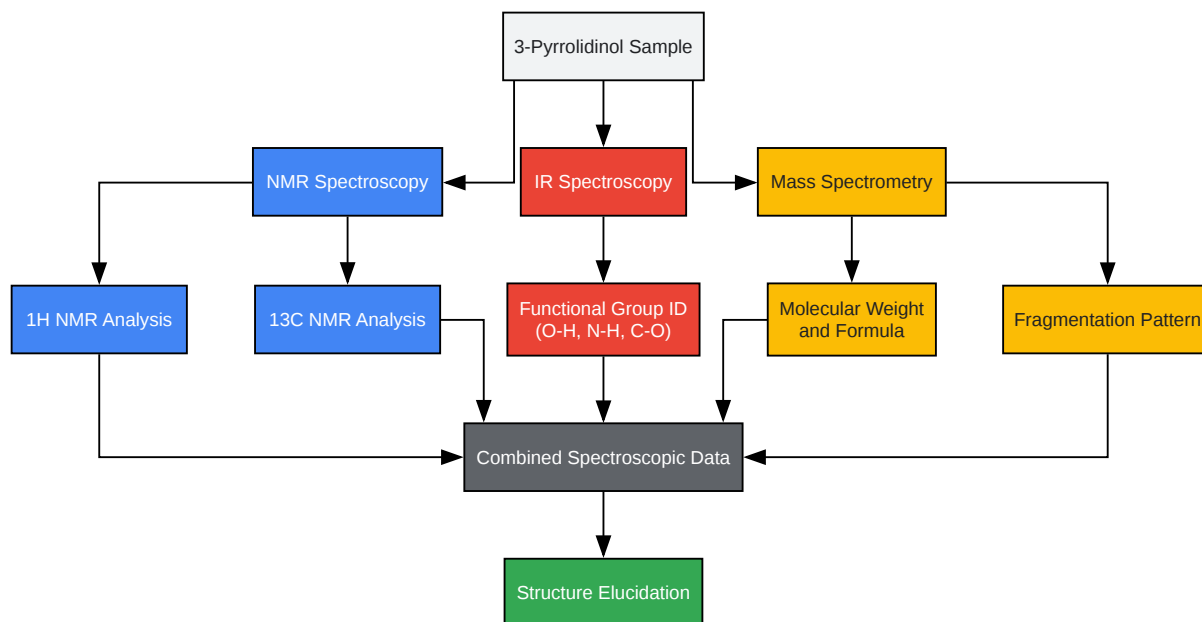 3-Pyrrolidinol Sample
NMR Spectroscopy
IR Spectroscopy
Mass Spectrometry
1H NMR Analysis
13C NMR Analysis
Functional Group ID
(O-H, N-H, C-O)
Molecular Weight
and Formula
Fragmentation Pattern
Combined Spectroscopic Data
Structure Elucidation